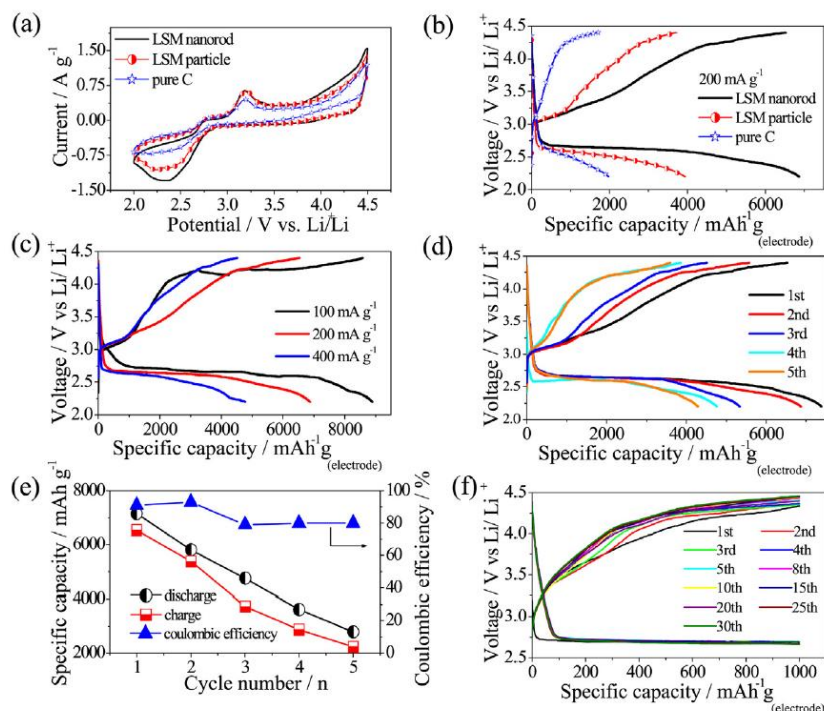 (a)
LSM nanorod
LSM particle
pure C
Current / A g⁻¹
1.50
0.75
0.00
-0.75
-1.50
2.0 2.5 3.0 3.5 4.0 4.5
Potential / V vs. Li/Li⁺
(b)
200 mA g⁻¹
LSM nanorod
LSM particle
pure C
Voltage / V vs Li/ Li⁺
4.5
4.0
3.5
3.0
2.5
2.0
0 2000 4000 6000
Specific capacity / mAh⁻¹g
(electrode)
(c)
100 mA g⁻¹
200 mA g⁻¹
400 mA g⁻¹
Voltage / V vs Li/ Li⁺
4.5
4.0
3.5
3.0
2.5
2.0
0 2000 4000 6000 8000
Specific capacity / mAh⁻¹g
(electrode)
(d)
1st
2nd
3rd
4th
5th
Voltage / V vs Li/ Li⁺
4.5
4.0
3.5
3.0
2.5
2.0
0 2000 4000 6000
Specific capacity / mAh⁻¹g
(electrode)
(e)
discharge
charge
coulombic efficiency
Specific capacity / mAh g⁻¹
8000
7000
6000
5000
4000
3000
2000
1 2 3 4 5
Cycle number / n
100
80
60
40
20
0
Coulombic efficiency / %
(f)
1st 2nd
3rd 4th
5th 8th
10th 15th
20th 25th
30th
Voltage / V vs Li/ Li⁺
4.5
4.0
3.5
3.0
2.5
0 200 400 600 800 1000
Specific capacity / mAh⁻¹g
(electrode)